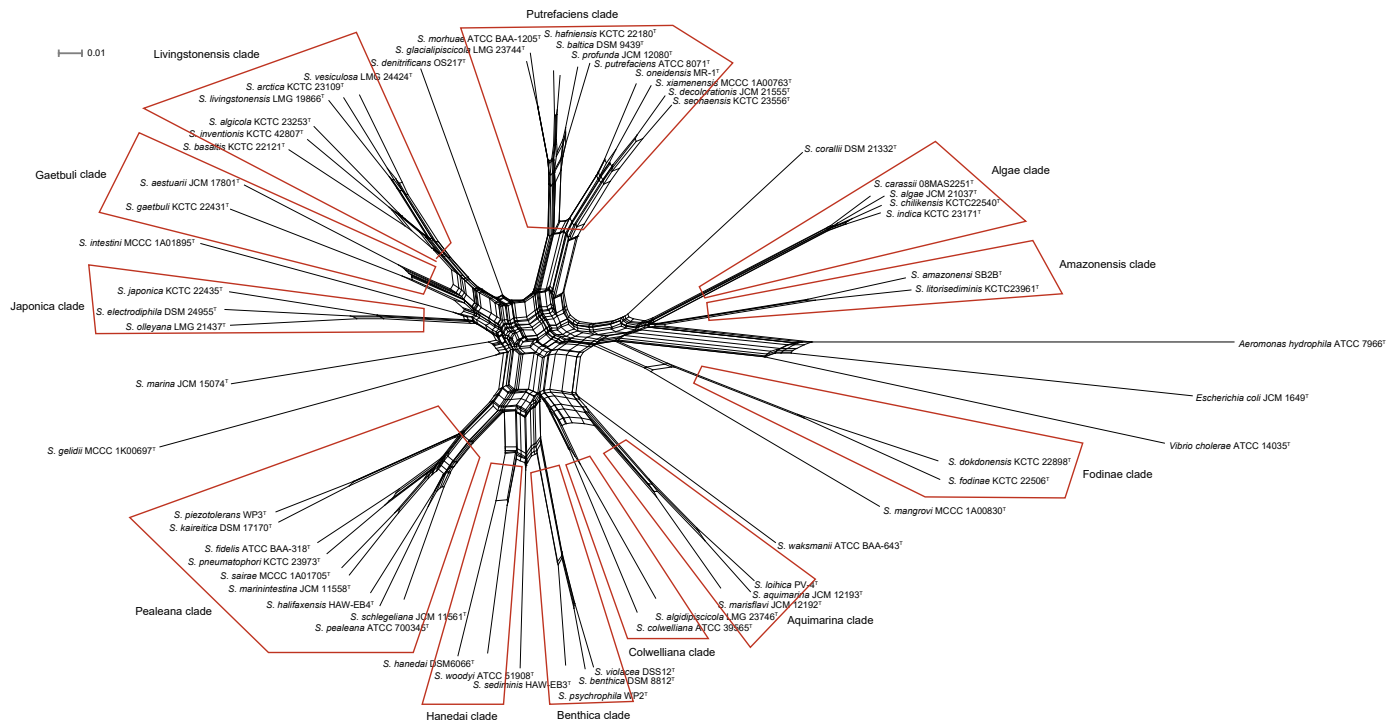 Putrefaciens clade
S. hafniensis KCTC 22180ᵀ
S. morhuae ATCC BAA-1205ᵀ
S. baltica DSM 9439ᵀ
S. glacialipiscicola LMG 23744ᵀ
S. profunda JCM 12080ᵀ
S. denitrificans OS217ᵀ
S. putrefaciens ATCC 8071ᵀ
S. oneidensis MR-1ᵀ
S. xiamenensis MCCC 1A00763ᵀ
S. decolorationis JCM 21555ᵀ
S. seohaensis KCTC 23556ᵀ
0.01
Livingstonensis clade
S. vesiculosa LMG 24424ᵀ
S. arctica KCTC 23109ᵀ
S. livingstonensis LMG 19866ᵀ
S. algicola KCTC 23253ᵀ
S. inventionis KCTC 42807ᵀ
S. basaltis KCTC 22121ᵀ
Gaetbuli clade
S. aestuarii JCM 17801ᵀ
S. gaetbuli KCTC 22431ᵀ
S. intestini MCCC 1A01895ᵀ
Japonica clade
S. japonica KCTC 22435ᵀ
S. electrodiphila DSM 24955ᵀ
S. olleyana LMG 21437ᵀ
S. marina JCM 15074ᵀ
S. gelidii MCCC 1K00697ᵀ
S. corallii DSM 21332ᵀ
Algae clade
S. carassii 08MAS2251ᵀ
S. algae JCM 21037ᵀ
S. chilikensis KCTC22540ᵀ
S. indica KCTC 23171ᵀ
Amazonensis clade
S. amazonensi SB2Bᵀ
S. litorisediminis KCTC23961ᵀ
Aeromonas hydrophila ATCC 7966ᵀ
Escherichia coli JCM 1649ᵀ
Vibrio cholerae ATCC 14035ᵀ
S. dokdonensis KCTC 22898ᵀ
Fodinae clade
S. fodinae KCTC 22506ᵀ
S. mangrovi MCCC 1A00830ᵀ
S. waksmanii ATCC BAA-643ᵀ
S. loihica PV-4ᵀ
S. aquimarina JCM 12193ᵀ
S. marisflavi JCM 12192ᵀ
Aquimarina clade
S. algidipiscicola LMG 23746ᵀ
S. colwelliana ATCC 39565ᵀ
Colwelliana clade
S. piezotolerans WP3ᵀ
S. kaireitica DSM 17170ᵀ
S. fidelis ATCC BAA-318ᵀ
S. pneumatophori KCTC 23973ᵀ
S. sairae MCCC 1A01705ᵀ
S. marinintestina JCM 11558ᵀ
S. halifaxensis HAW-EB4ᵀ
Pealeana clade
S. schlegeliana JCM 11561ᵀ
S. pealeana ATCC 700345ᵀ
S. hanedai DSM6066ᵀ
S. woodyi ATCC 51908ᵀ
S. sediminis HAW-EB3ᵀ
Hanedai clade
S. violacea DSS12ᵀ
S. benthica DSM 8812ᵀ
S. psychrophila WP2ᵀ
Benthica clade